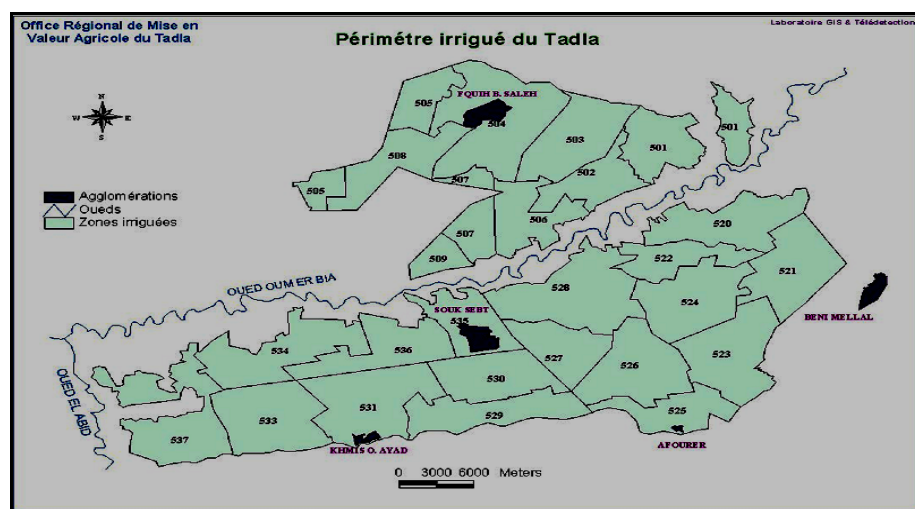 Office Régional de Mise en
Valeur Agricole du Tadla
Laboratoire GIS & Télédetection
Périmétre irrigué du Tadla
N
W E
S
Agglomérations
Oueds
Zones irriguées
FQUIH B. SALEH
505
504
503
501
501
508
502
507
505
506
507
509
520
522
521
528
524
BENI MELLAL
OUED OUM ER BIA
SOUK SEBT
535
534
536
527
526
523
530
531
529
533
525
537
OUED EL ABID
KHMIS O. AYAD
AFOURER
0 3000 6000 Meters